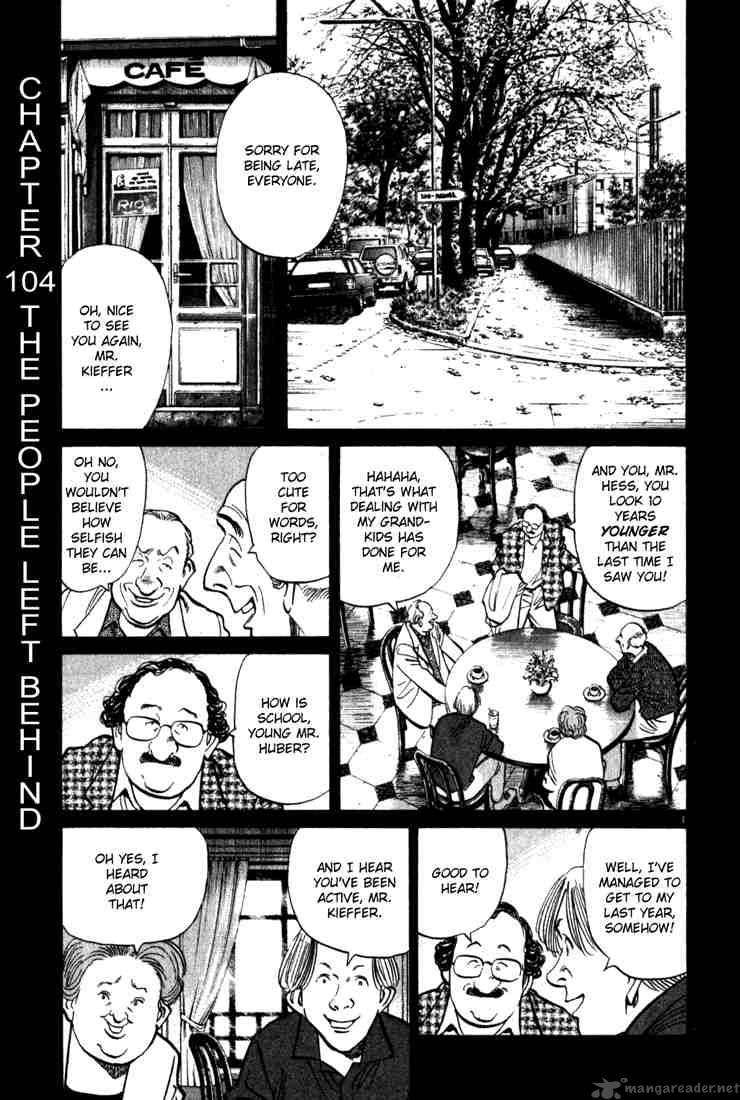 CHAPTER 104 THE PEOPLE LEFT BEHIND
SORRY FOR
BEING LATE,
EVERYONE.
CAFÉ
RIO
OH, NICE
TO SEE
YOU AGAIN,
MR.
KIEFFER
...
AND YOU, MR.
HESS, YOU
LOOK 10
YEARS
YOUNGER
THAN THE
LAST TIME I
SAW YOU!
HAHAHA,
THAT'S WHAT
DEALING WITH
MY GRAND-
KIDS HAS
DONE FOR
ME.
TOO
CUTE
FOR
WORDS,
RIGHT?
OH NO,
YOU
WOULDN'T
BELIEVE
HOW
SELFISH
THEY CAN
BE...
HOW IS
SCHOOL,
YOUNG MR.
HUBER?
1
WELL, I'VE
MANAGED TO
GET TO MY
LAST YEAR,
SOMEHOW!
GOOD TO
HEAR!
AND I HEAR
YOU'VE BEEN
ACTIVE, MR.
KIEFFER.
OH YES, I
HEARD
ABOUT
THAT!
mangareader.net